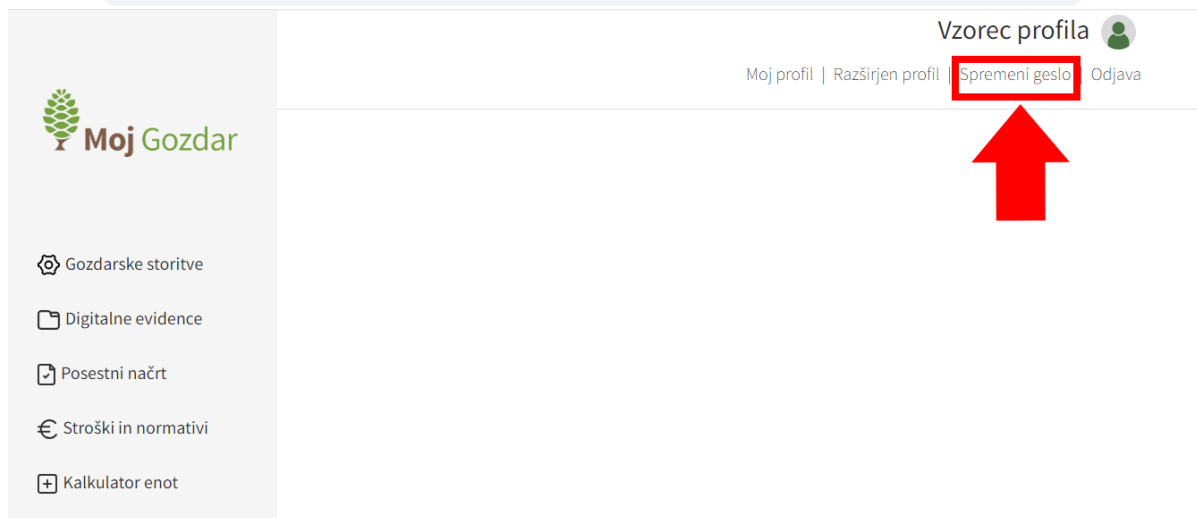 Vzorec profila
Moj profil | Razširjen profil | Spremeni geslo | Odjava
Moj Gozdar
Gozdarske storitve
Digitalne evidence
Posestni načrt
Stroški in normativi
Kalkulator enot